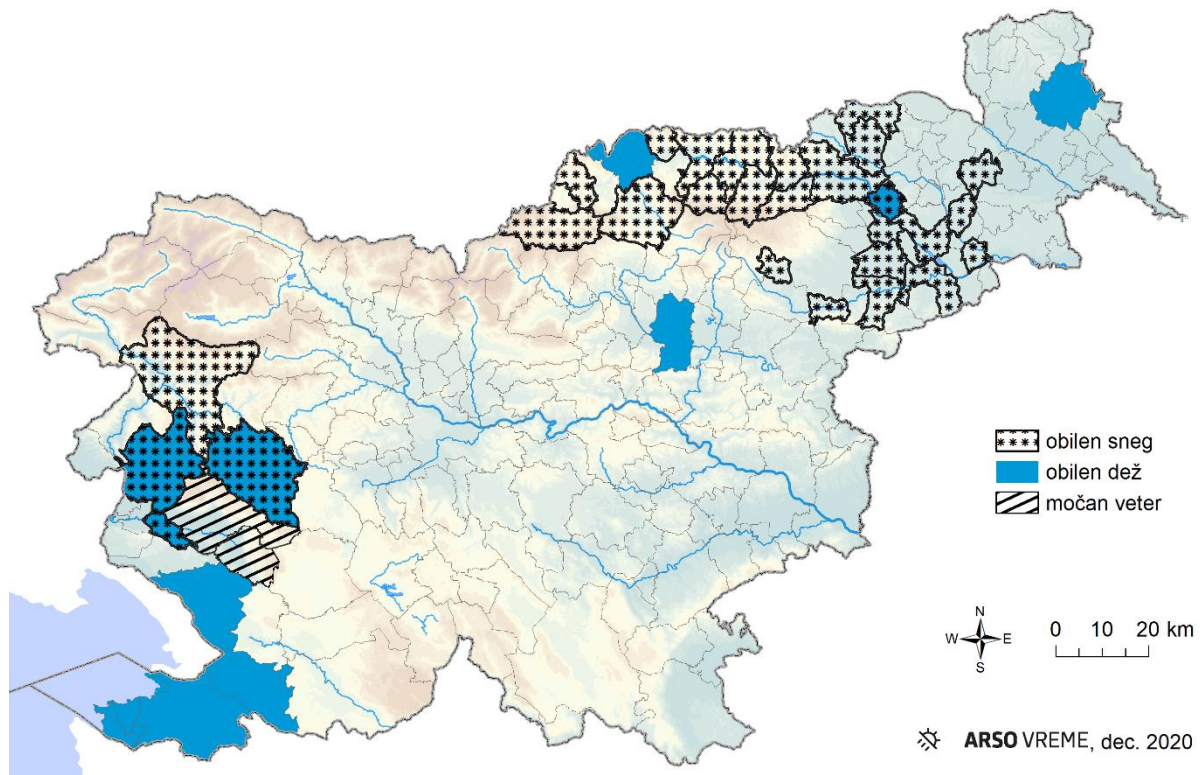 obilen sneg
obilen dež
močan veter
N
W E
S
0 10 20 km
ARSO VREME, dec. 2020